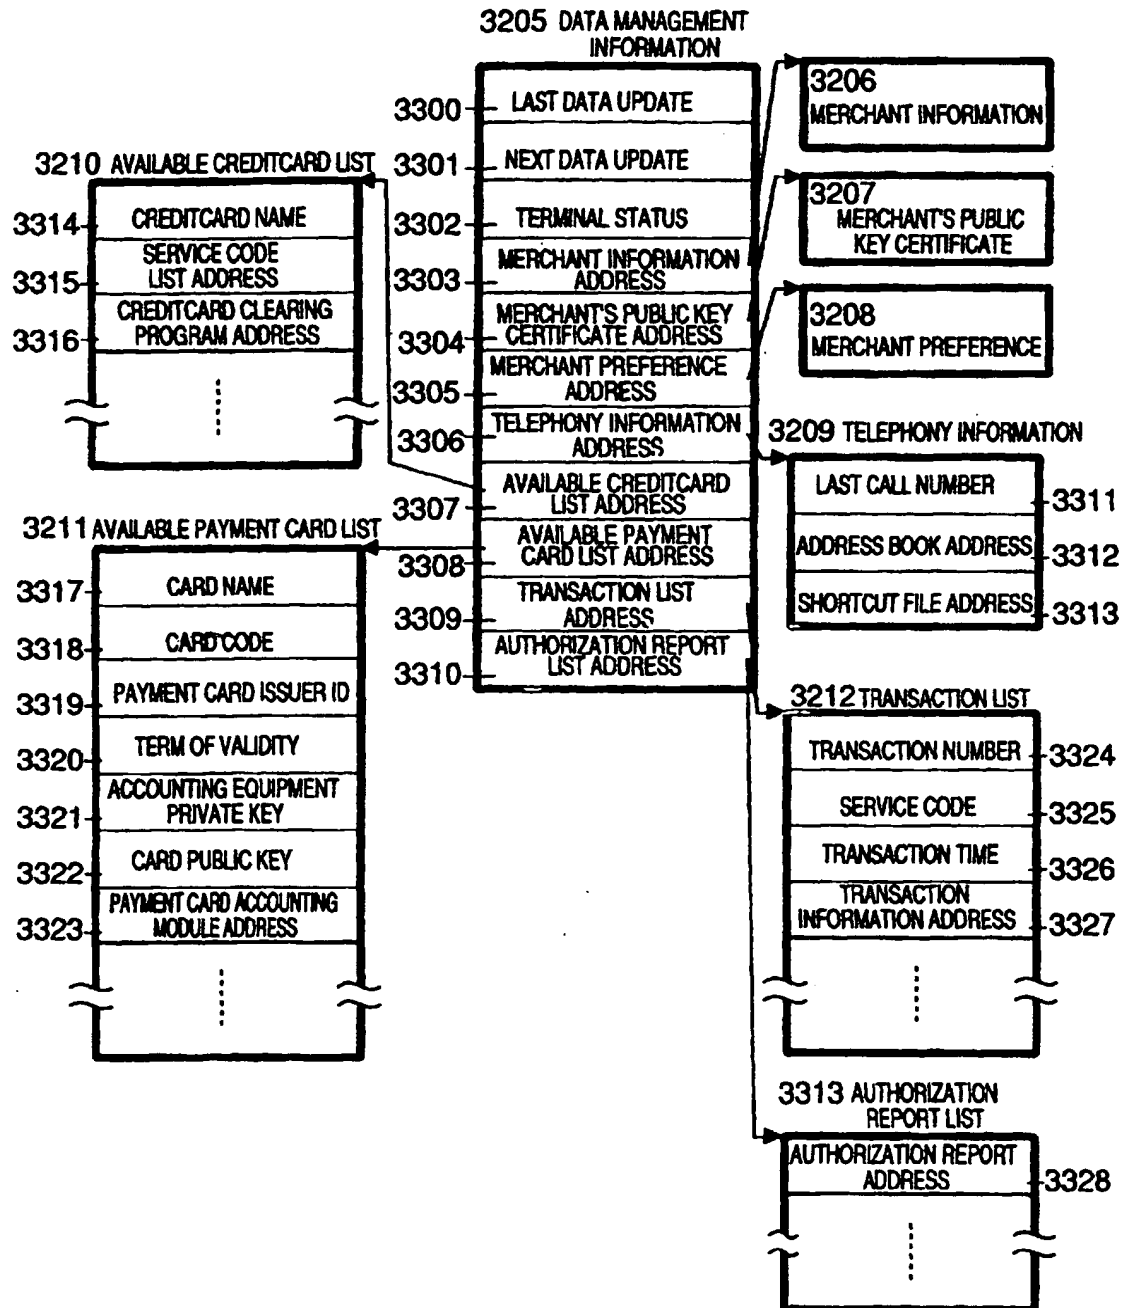 3205 DATA MANAGEMENT
INFORMATION
3300
LAST DATA UPDATE
3301
NEXT DATA UPDATE
3302
TERMINAL STATUS
3303
MERCHANT INFORMATION
ADDRESS
3304
MERCHANT'S PUBLIC KEY
CERTIFICATE ADDRESS
3305
MERCHANT PREFERENCE
ADDRESS
3306
TELEPHONY INFORMATION
ADDRESS
3307
AVAILABLE CREDITCARD
LIST ADDRESS
3308
AVAILABLE PAYMENT
CARD LIST ADDRESS
3309
TRANSACTION LIST
ADDRESS
3310
AUTHORIZATION REPORT
LIST ADDRESS
3206
MERCHANT INFORMATION
3207
MERCHANT'S PUBLIC
KEY CERTIFICATE
3208
MERCHANT PREFERENCE
3209 TELEPHONY INFORMATION
LAST CALL NUMBER
3311
ADDRESS BOOK ADDRESS
3312
SHORTCUT FILE ADDRESS
3313
3210 AVAILABLE CREDITCARD LIST
3314
CREDITCARD NAME
3315
SERVICE CODE
LIST ADDRESS
3316
CREDITCARD CLEARING
PROGRAM ADDRESS
3211 AVAILABLE PAYMENT CARD LIST
3317
CARD NAME
3318
CARD CODE
3319
PAYMENT CARD ISSUER ID
3320
TERM OF VALIDITY
3321
ACCOUNTING EQUIPMENT
PRIVATE KEY
3322
CARD PUBLIC KEY
3323
PAYMENT CARD ACCOUNTING
MODULE ADDRESS
3212 TRANSACTION LIST
TRANSACTION NUMBER
3324
SERVICE CODE
3325
TRANSACTION TIME
3326
TRANSACTION
INFORMATION ADDRESS
3327
3313 AUTHORIZATION
REPORT LIST
AUTHORIZATION REPORT
ADDRESS
3328